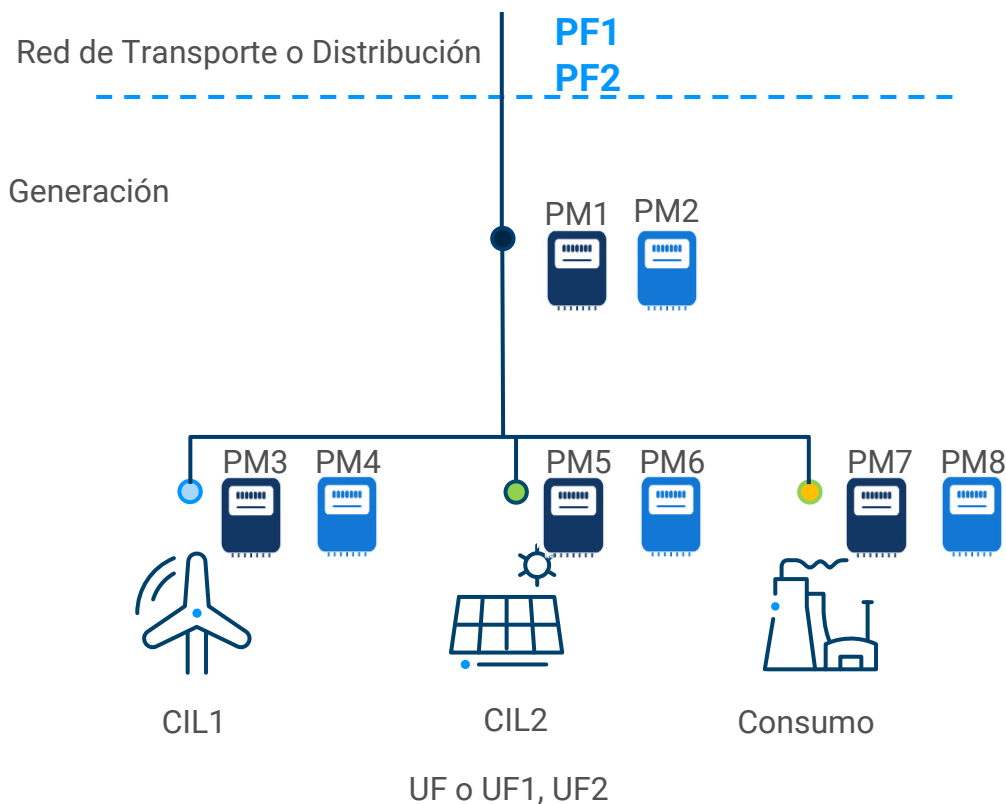 Red de Transporte o Distribución
PF1
PF2
Generación
PM1 PM2
PM3 PM4 PM5 PM6 PM7 PM8
CIL1 CIL2 Consumo
UF o UF1, UF2